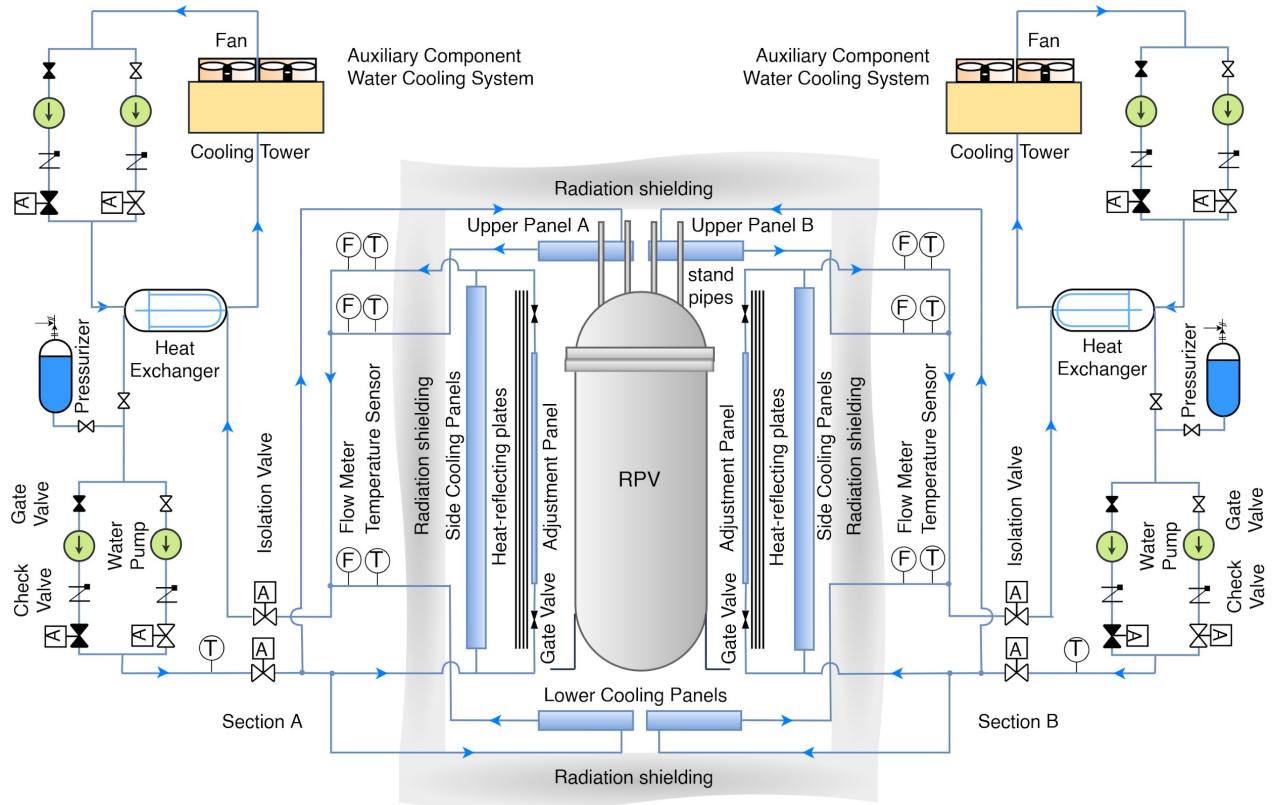 Fan
Auxiliary Component
Water Cooling System
Cooling Tower
A
A
Auxiliary Component
Water Cooling System
Fan
Cooling Tower
A
A
Radiation shielding
Upper Panel A
Upper Panel B
stand
pipes
F
T
F
T
F
T
F
T
Heat
Exchanger
Pressurizer
Heat
Exchanger
Pressurizer
Flow Meter
Temperature Sensor
Radiation shielding
Side Cooling Panels
Heat-reflecting plates
Adjustment Panel
Gate Valve
RPV
Adjustment Panel
Gate Valve
Heat-reflecting plates
Side Cooling Panels
Radiation shielding
Flow Meter
Temperature Sensor
Gate
Valve
Water
Pump
Check
Valve
Isolation Valve
Isolation Valve
Water
Pump
Gate
Valve
Check
Valve
F
T
F
T
A
A
A
A
T
A
A
A
A
T
Section A
Section B
Lower Cooling Panels
Radiation shielding